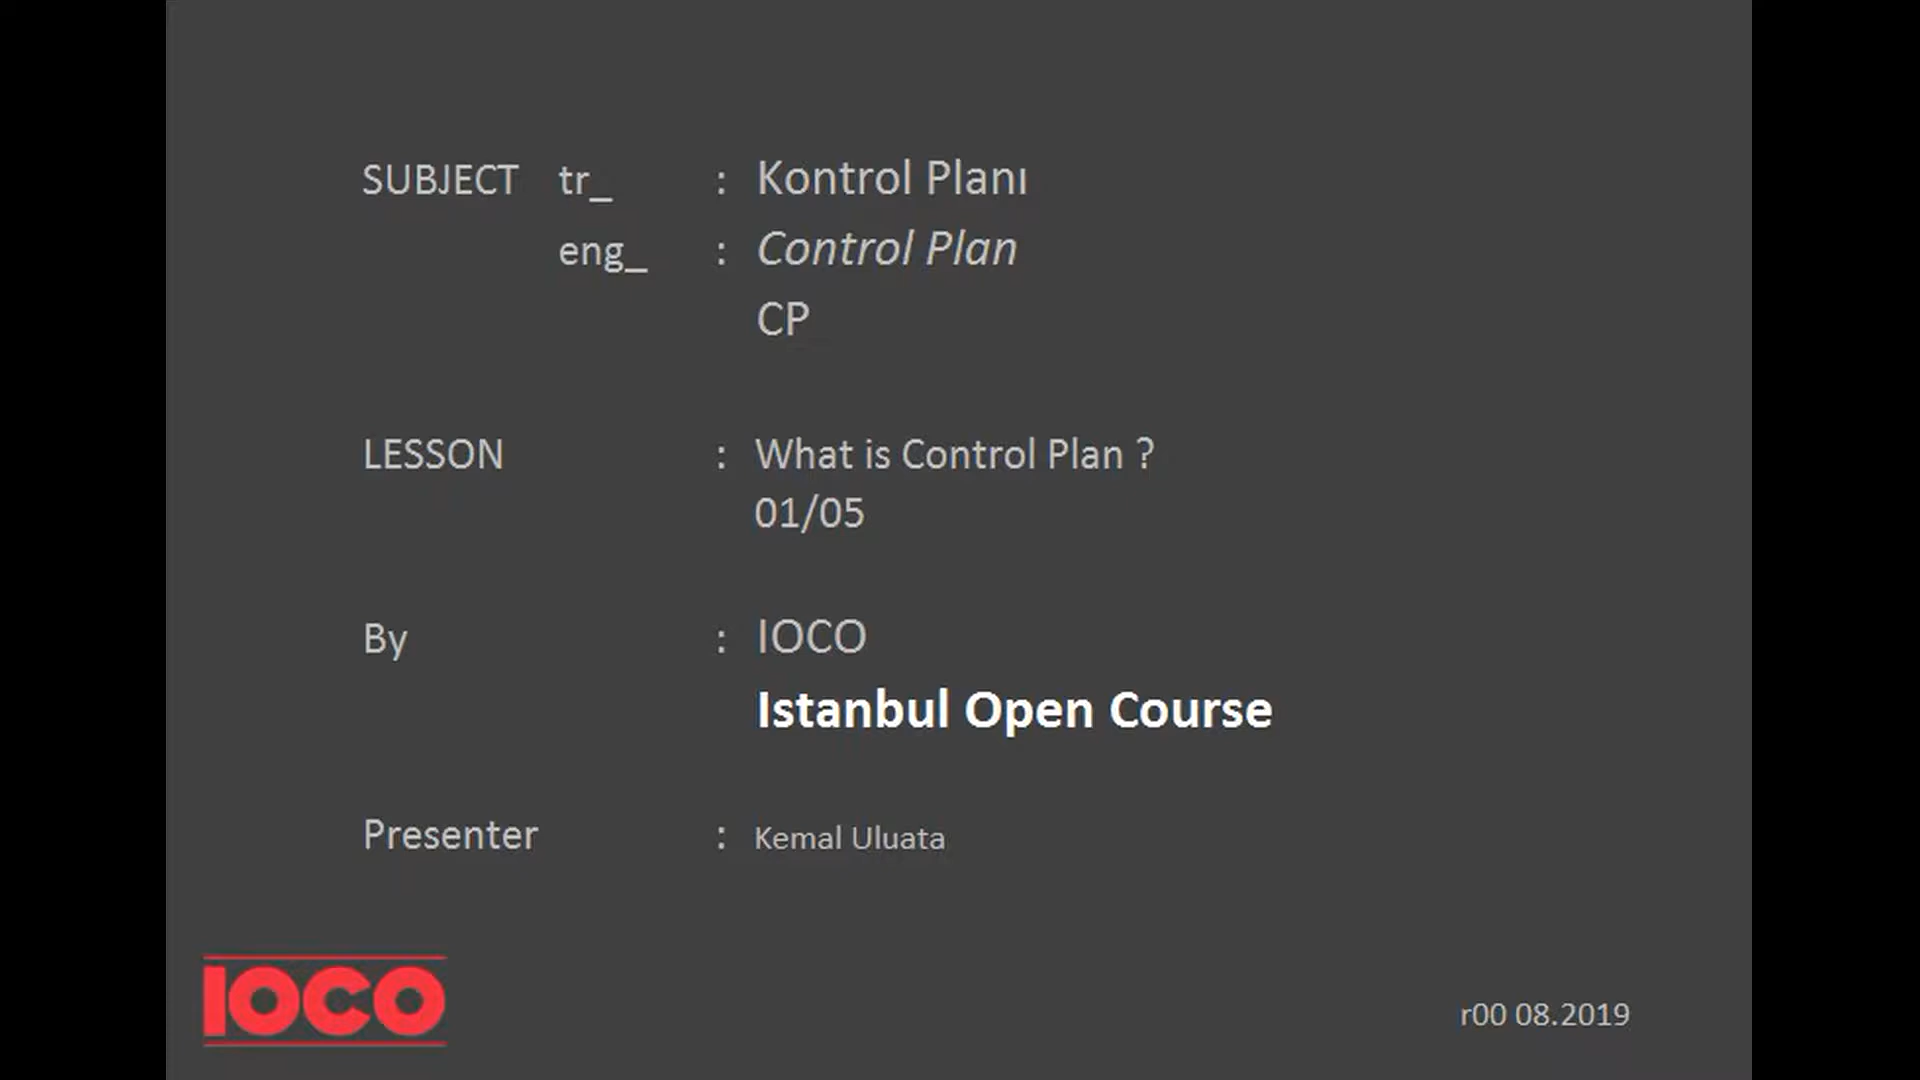 SUBJECT tr_ : Kontrol Planı
eng_ : Control Plan
CP
LESSON : What is Control Plan ?
01/05
By : IOCO
Istanbul Open Course
Presenter : Kemal Uluata
IOCO
r00 08.2019